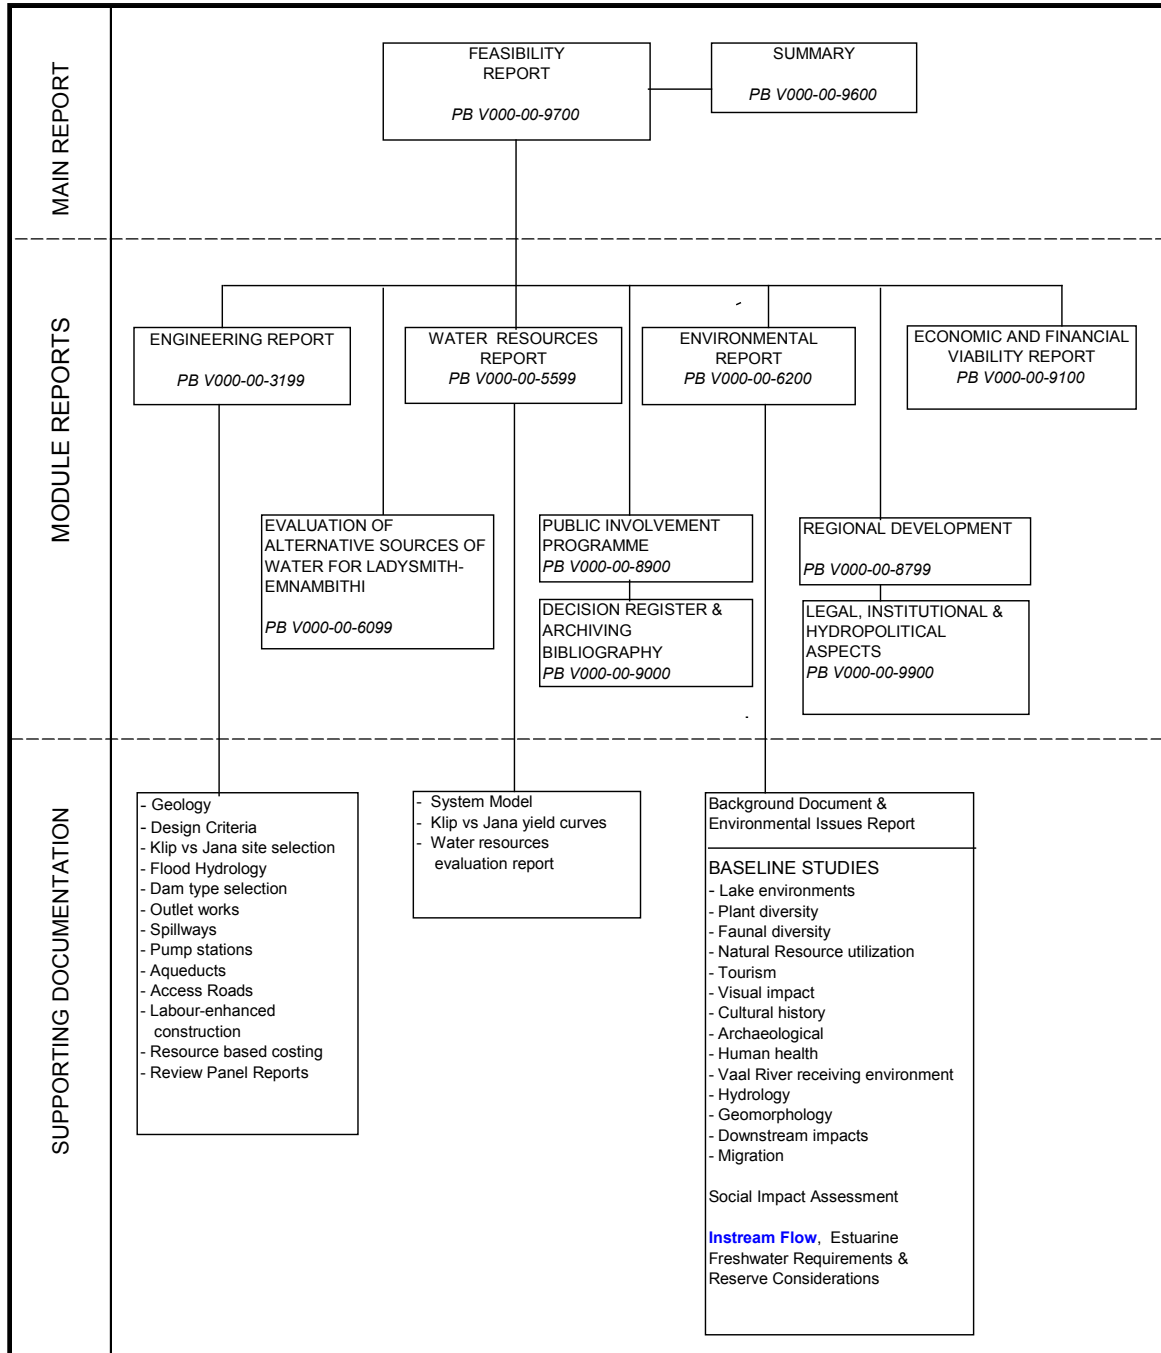 MAIN REPORT
FEASIBILITY
REPORT
PB V000-00-9700
SUMMARY
PB V000-00-9600
MODULE REPORTS
ENGINEERING REPORT
PB V000-00-3199
WATER RESOURCES
REPORT
PB V000-00-5599
ENVIRONMENTAL
REPORT
PB V000-00-6200
ECONOMIC AND FINANCIAL
VIABILITY REPORT
PB V000-00-9100
EVALUATION OF
ALTERNATIVE SOURCES OF
WATER FOR LADYSMITH-
EMNAMBITHI
PB V000-00-6099
PUBLIC INVOLVEMENT
PROGRAMME
PB V000-00-8900
DECISION REGISTER &
ARCHIVING
BIBLIOGRAPHY
PB V000-00-9000
REGIONAL DEVELOPMENT
PB V000-00-8799
LEGAL, INSTITUTIONAL &
HYDROPOLITICAL
ASPECTS
PB V000-00-9900
SUPPORTING DOCUMENTATION
- Geology
- Design Criteria
- Klip vs Jana site selection
- Flood Hydrology
- Dam type selection
- Outlet works
- Spillways
- Pump stations
- Aqueducts
- Access Roads
- Labour-enhanced
construction
- Resource based costing
- Review Panel Reports
- System Model
- Klip vs Jana yield curves
- Water resources
evaluation report
Background Document &
Environmental Issues Report
BASELINE STUDIES
- Lake environments
- Plant diversity
- Faunal diversity
- Natural Resource utilization
- Tourism
- Visual impact
- Cultural history
- Archaeological
- Human health
- Vaal River receiving environment
- Hydrology
- Geomorphology
- Downstream impacts
- Migration
Social Impact Assessment
Instream Flow, Estuarine
Freshwater Requirements &
Reserve Considerations